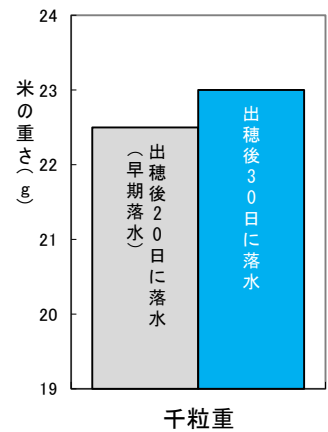 24
23
22
21
20
19
米の重さ(g)
出穂後20日に落水
(早期落水)
出穂後30日に落水
千粒重